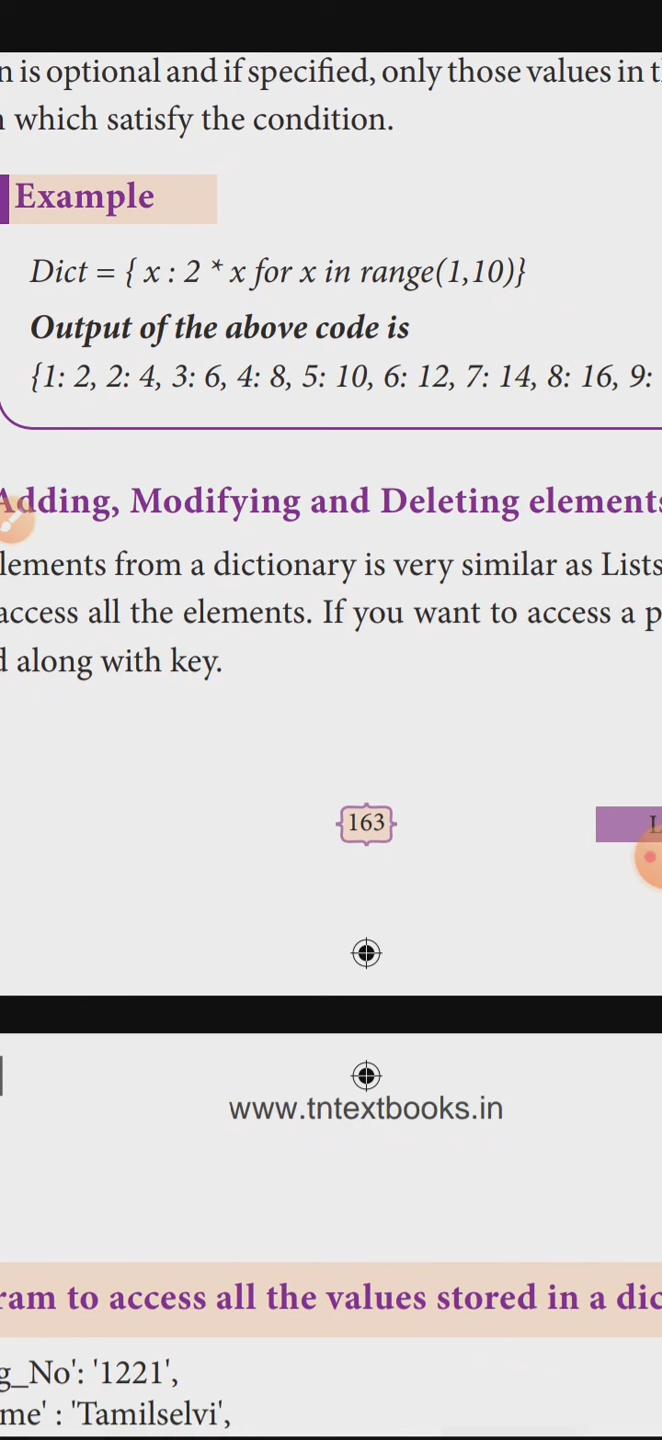 is optional and if specified, only those values in
which satisfy the condition.
Example
Dict = { x : 2 * x for x in range(1,10)}
Output of the above code is
{1: 2, 2: 4, 3: 6, 4: 8, 5: 10, 6: 12, 7: 14, 8: 16, 9:
Adding, Modifying and Deleting elements
lements from a dictionary is very similar as Lists
access all the elements. If you want to access a p
along with key.
163
L
www.tntextbooks.in
ram to access all the values stored in a dic
g_No': '1221',
me' : 'Tamilselvi',